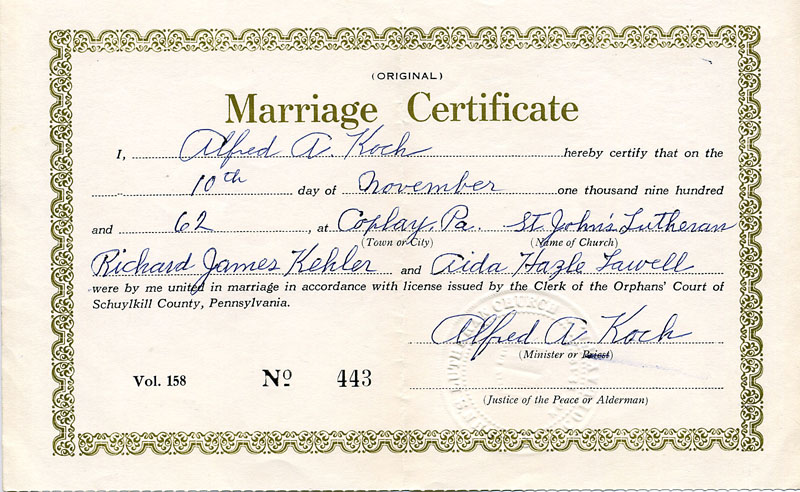 (ORIGINAL)
Marriage Certificate
I, Alfred A. Koch hereby certify that on the
10th day of November one thousand nine hundred
and 62, at Coplay, Pa. St. John's Lutheran
(Town or City) (Name of Church)
Richard James Kehler and Aida Hazle Lawell
were by me united in marriage in accordance with license issued by the Clerk of the Orphans' Court of
Schuylkill County, Pennsylvania.
Alfred A Koch
(Minister or Priest)
Vol. 158 No 443
(Justice of the Peace or Alderman)